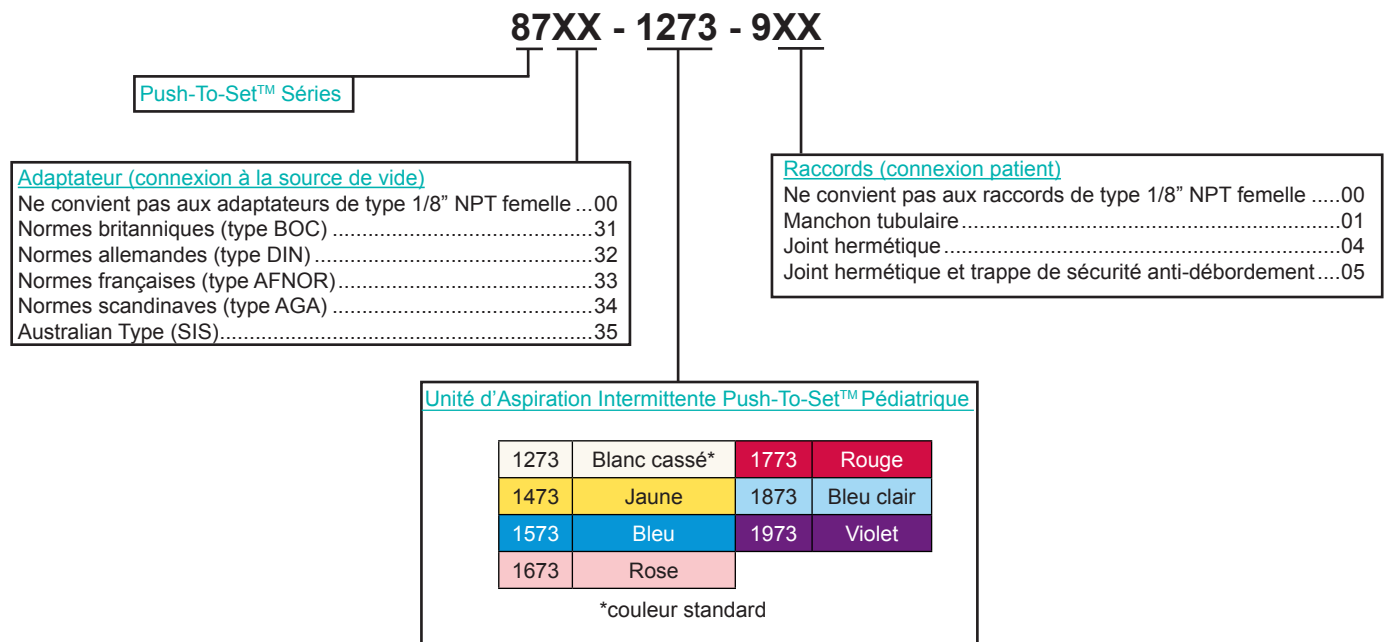 87XX - 1273 - 9XX
Push-To-Set™ Séries
Adaptateur (connexion à la source de vide)
Ne convient pas aux adaptateurs de type 1/8” NPT femelle ...00
Normes britanniques (type BOC) ..............................................31
Normes allemandes (type DIN) .................................................32
Normes françaises (type AFNOR)............................................33
Normes scandinaves (type AGA) ..............................................34
Australian Type (SIS)..................................................................35
Raccords (connexion patient)
Ne convient pas aux raccords de type 1/8” NPT femelle .....00
Manchon tubulaire..................................................................01
Joint hermétique.....................................................................04
Joint hermétique et trappe de sécurité anti-débordement....05
Unité d’Aspiration Intermittente Push-To-Set™ Pédiatrique
1273 Blanc cassé* 1773 Rouge
1473 Jaune 1873 Bleu clair
1573 Bleu 1973 Violet
1673 Rose
*couleur standard